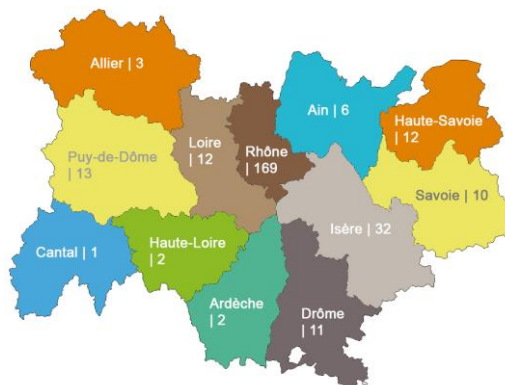 Allier | 3
Ain | 6
Haute-Savoie
| 12
Puy-de-Dôme
| 13
Loire
| 12
Rhône
| 169
Savoie | 10
Cantal | 1
Haute-Loire
| 2
Isère | 32
Ardèche
| 2
Drôme
| 11